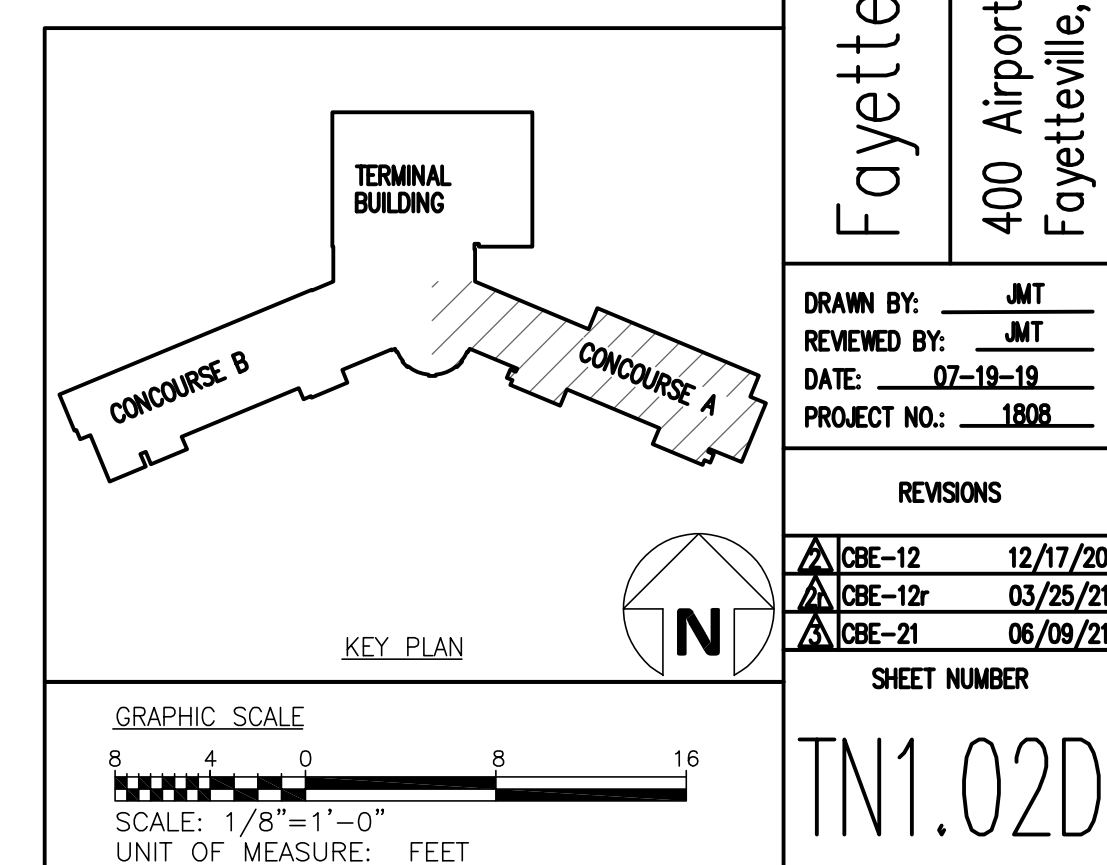 TERMINAL
BUILDING
CONCOURSE B
CONCOURSE A
KEY PLAN
N
GRAPHIC SCALE
8 4 0 8 16
SCALE: 1/8"=1'-0"
UNIT OF MEASURE: FEET
Fayette
400 Airport
Fayetteville,
DRAWN BY: JMT
REVIEWED BY: JMT
DATE: 07-19-19
PROJECT NO.: 1808
REVISIONS
2 CBE-12 12/17/20
2r CBE-12r 03/25/21
3 CBE-21 06/09/21
SHEET NUMBER
TN1.02D